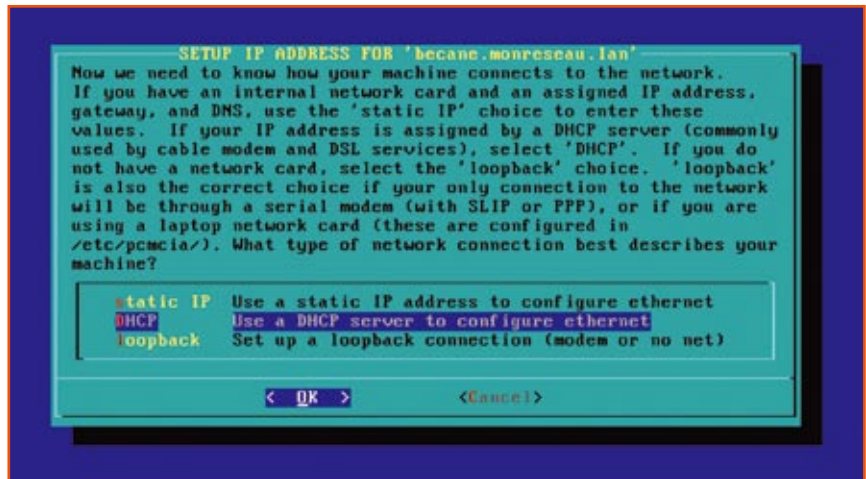 SETUP IP ADDRESS FOR 'becane.monreseau.lan'
Now we need to know how your machine connects to the network.
If you have an internal network card and an assigned IP address,
gateway, and DNS, use the 'static IP' choice to enter these
values.  If your IP address is assigned by a DHCP server (commonly
used by cable modem and DSL services), select 'DHCP'.  If you do
not have a network card, select the 'loopback' choice.  'loopback'
is also the correct choice if your only connection to the network
will be through a serial modem (with SLIP or PPP), or if you are
using a laptop network card (these are configured in
/etc/pcmcia/). What type of network connection best describes your
machine?
static IP  Use a static IP address to configure ethernet
DHCP  Use a DHCP server to configure ethernet
loopback  Set up a loopback connection (modem or no net)
< OK >  <Cancel>